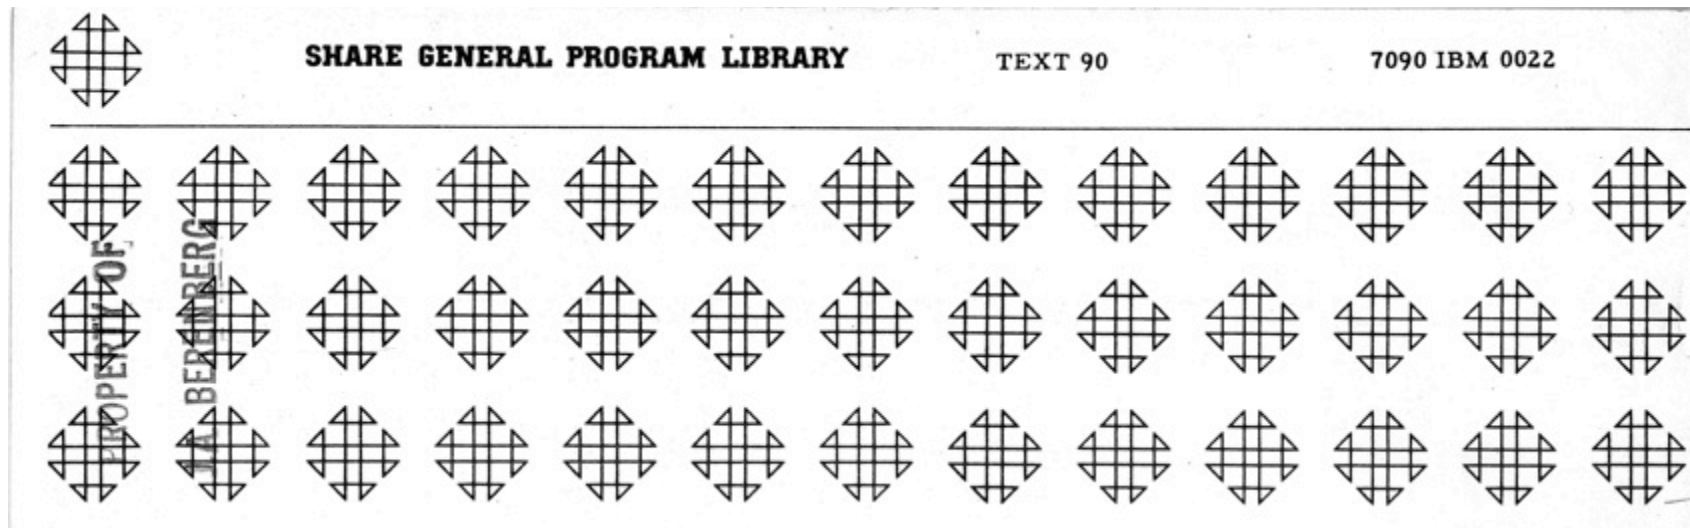 SHARE GENERAL PROGRAM LIBRARY TEXT 90 7090 IBM 0022
PROPERTY OF
BERENBERG